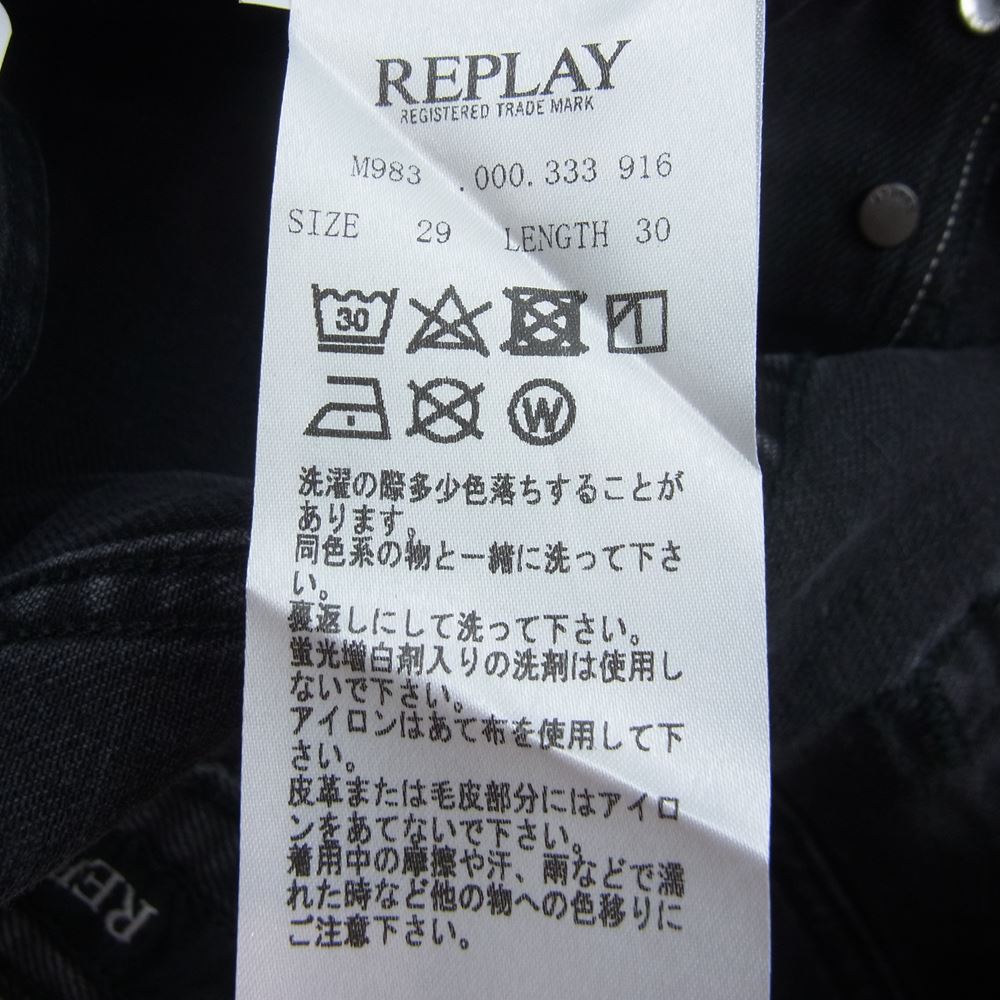 REPLAY
REGISTERED TRADE MARK
M983 .000.333 916
SIZE 29 LENGTH 30
30
W
洗濯の際多少色落ちすることが
あります。
同色系の物と一緒に洗って下さ
い。
裏返しにして洗って下さい。
蛍光増白剤入りの洗剤は使用し
ないで下さい。
アイロンはあて布を使用して下
さい。
皮革または毛皮部分にはアイロ
ンをあてないで下さい。
着用中の摩擦や汗、雨などで濡
れた時など他の物への色移りに
ご注意下さい。
REP